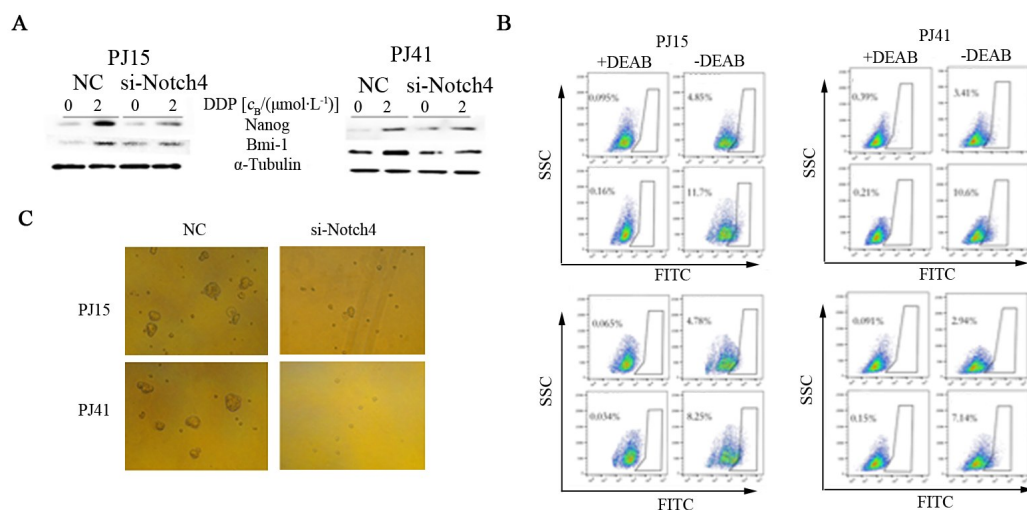 A
PJ15
NC si-Notch4
0 2 0 2
PJ41
NC si-Notch4
0 2 0 2
DDP [cB/(μmol·L-1)]
Nanog
Bmi-1
α-Tubulin
B
PJ15
+DEAB -DEAB
PJ41
+DEAB -DEAB
SSC
0.095% 4.85%
0.16% 11.7%
FITC
SSC
0.39% 3.41%
0.21% 10.6%
FITC
SSC
0.065% 4.78%
0.034% 8.25%
FITC
SSC
0.091% 2.94%
0.15% 7.14%
FITC
C
NC si-Notch4
PJ15
PJ41